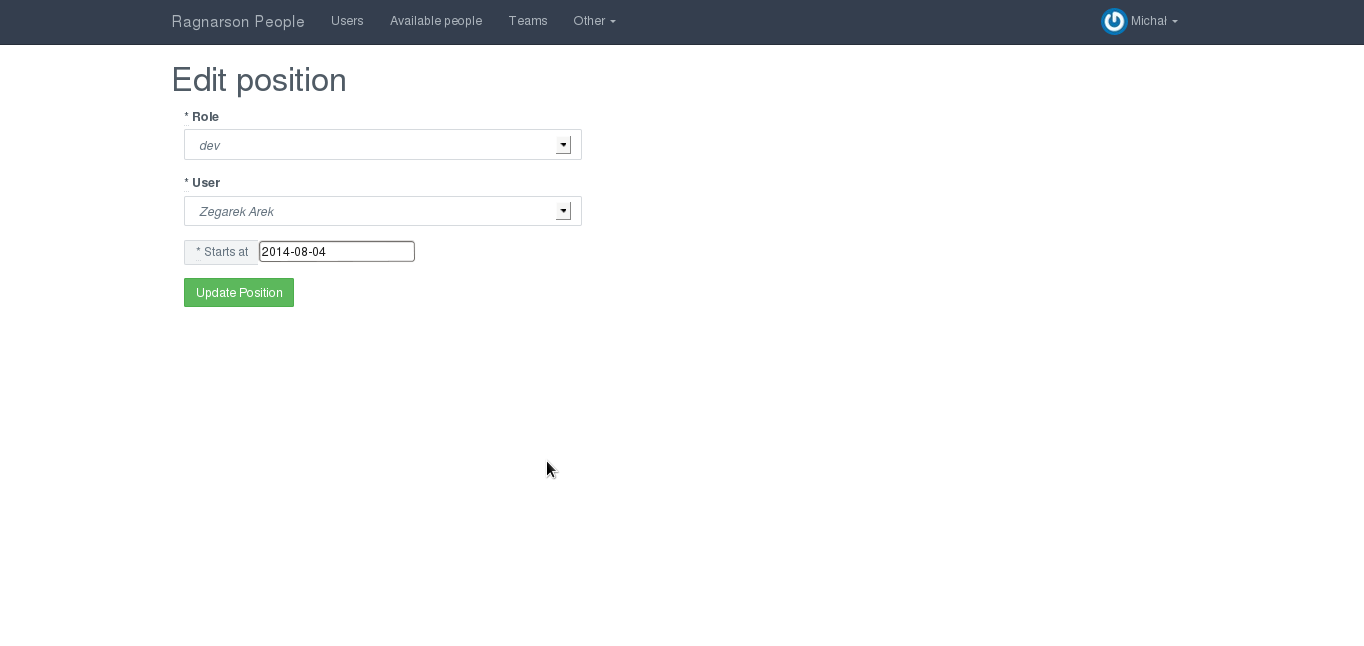 Ragnarson People Users Available people Teams Other Michał
Edit position
* Role
dev
* User
Zegarek Arek
* Starts at 2014-08-04
Update Position